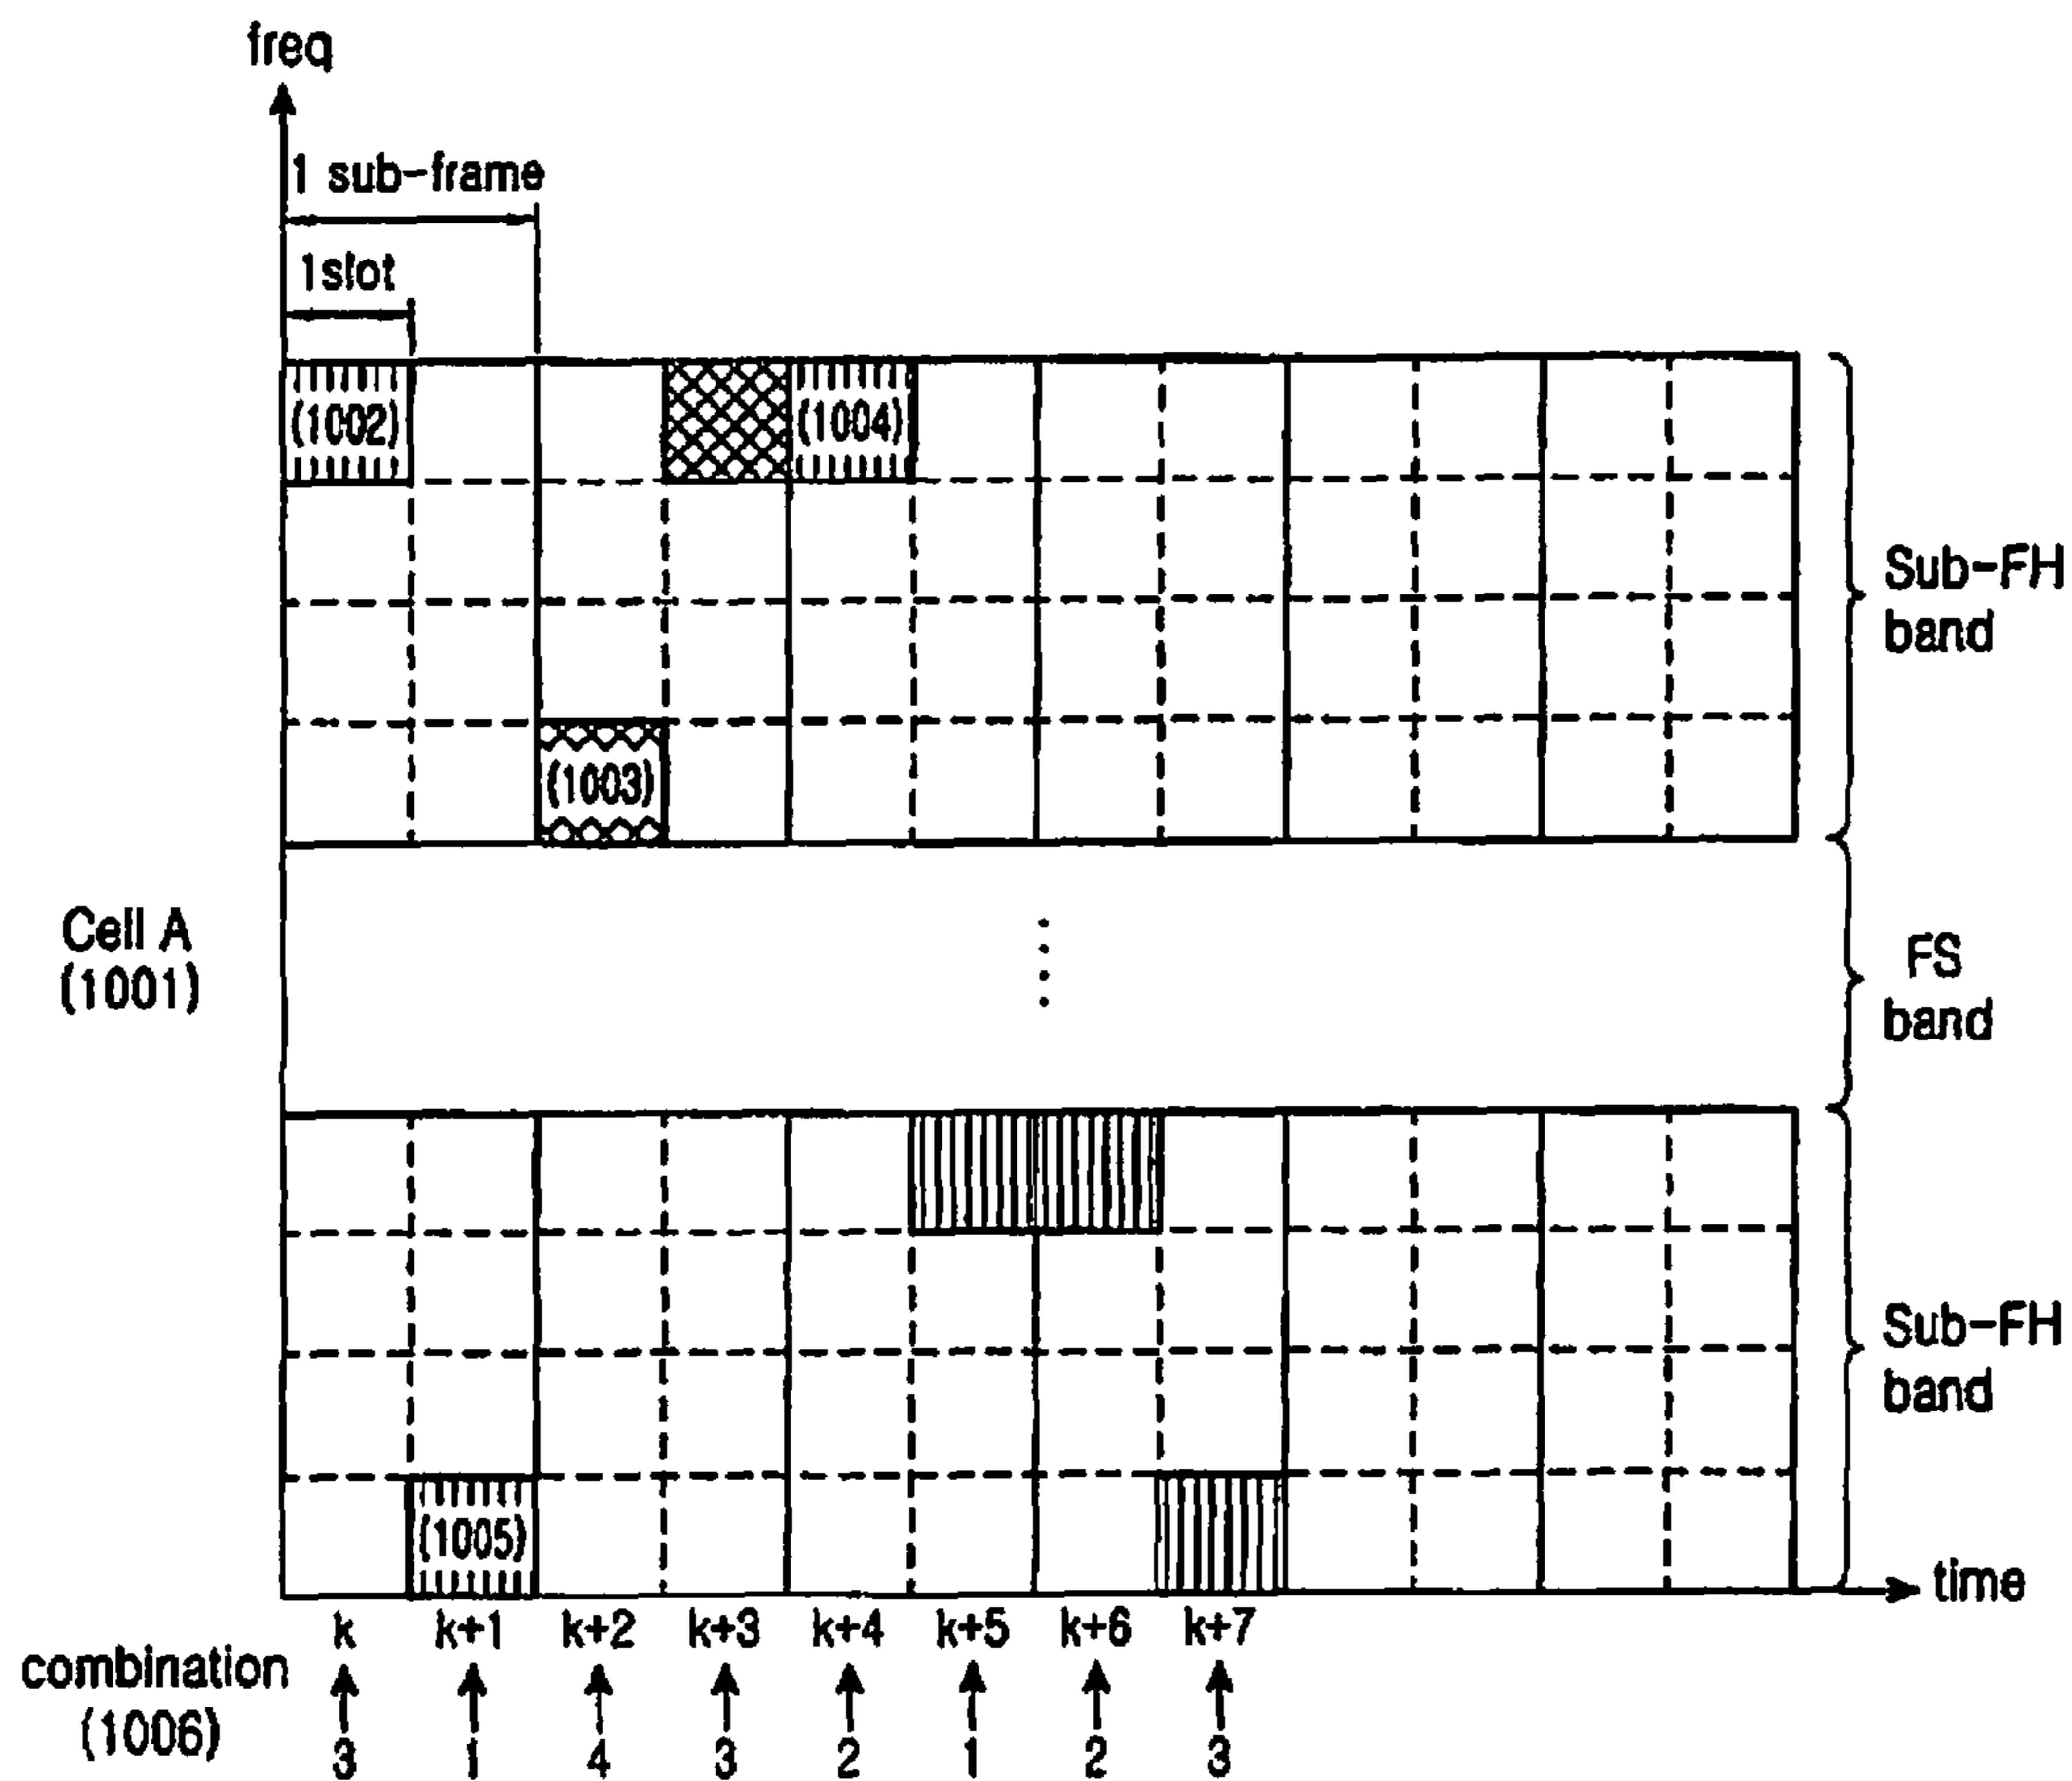 freq
1 sub-frame
1slot
(1002)
(1004)
Sub-FH
band
(1003)
Cell A
(1001)
FS
band
Sub-FH
band
(1005)
time
k k+1 k+2 k+3 k+4 k+5 k+6 k+7
combination
(1006)
3 1 4 3 2 1 2 3